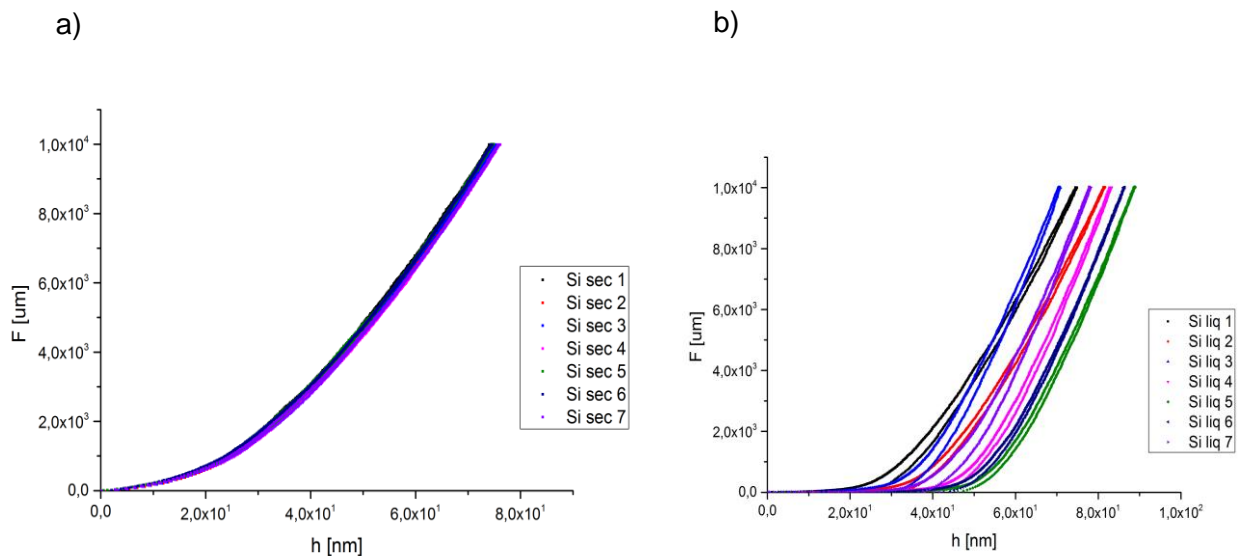 a)
F [um]
1,0x10⁴
8,0x10³
6,0x10³
4,0x10³
2,0x10³
0,0
0,0 2,0x10¹ 4,0x10¹ 6,0x10¹ 8,0x10¹
h [nm]
Si sec 1
Si sec 2
Si sec 3
Si sec 4
Si sec 5
Si sec 6
Si sec 7
b)
F [um]
1,0x10⁴
8,0x10³
6,0x10³
4,0x10³
2,0x10³
0,0
0,0 2,0x10¹ 4,0x10¹ 6,0x10¹ 8,0x10¹ 1,0x10²
h [nm]
Si liq 1
Si liq 2
Si liq 3
Si liq 4
Si liq 5
Si liq 6
Si liq 7